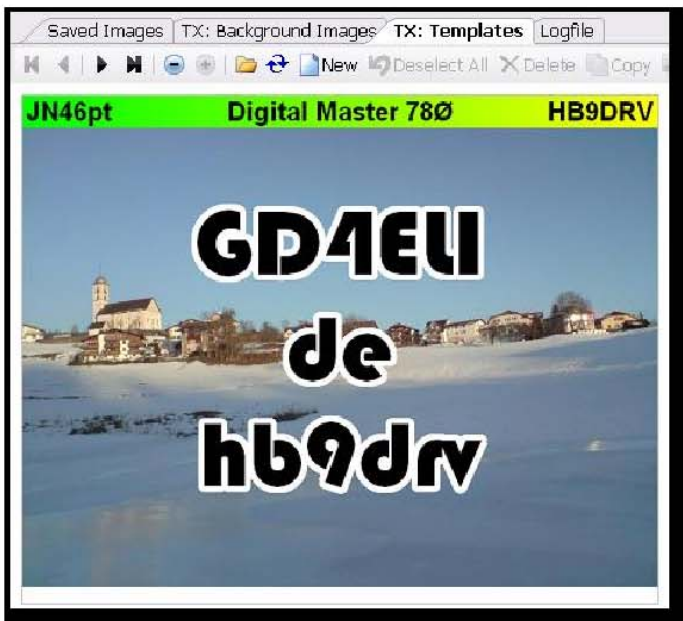 Saved Images TX: Background Images TX: Templates Logfile
New Deselect All Delete Copy
JN46pt Digital Master 78Ø HB9DRV
GD4ELI
de
hb9drv